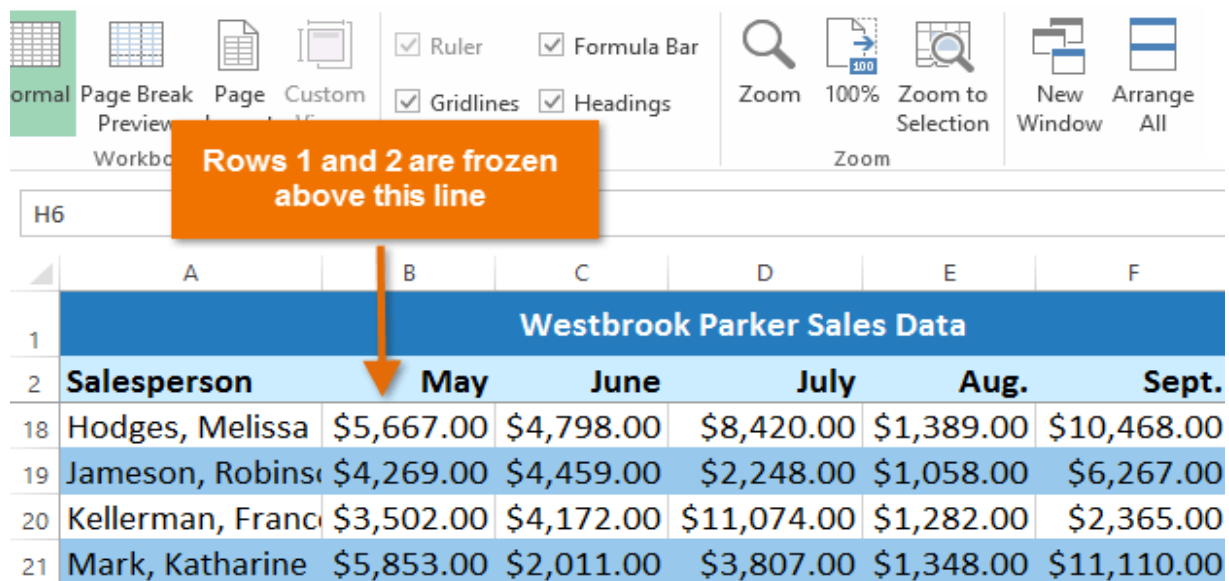 Ruler Formula Bar
ormal Page Break Page Custom Gridlines Headings Zoom 100% Zoom to New Arrange
Preview Selection Window All
Workbo Zoom
100
Rows 1 and 2 are frozen
above this line
H6
A B C D E F
1 Westbrook Parker Sales Data
2 Salesperson May June July Aug. Sept.
18 Hodges, Melissa $5,667.00 $4,798.00 $8,420.00 $1,389.00 $10,468.00
19 Jameson, Robins $4,269.00 $4,459.00 $2,248.00 $1,058.00 $6,267.00
20 Kellerman, Franc $3,502.00 $4,172.00 $11,074.00 $1,282.00 $2,365.00
21 Mark, Katharine $5,853.00 $2,011.00 $3,807.00 $1,348.00 $11,110.00